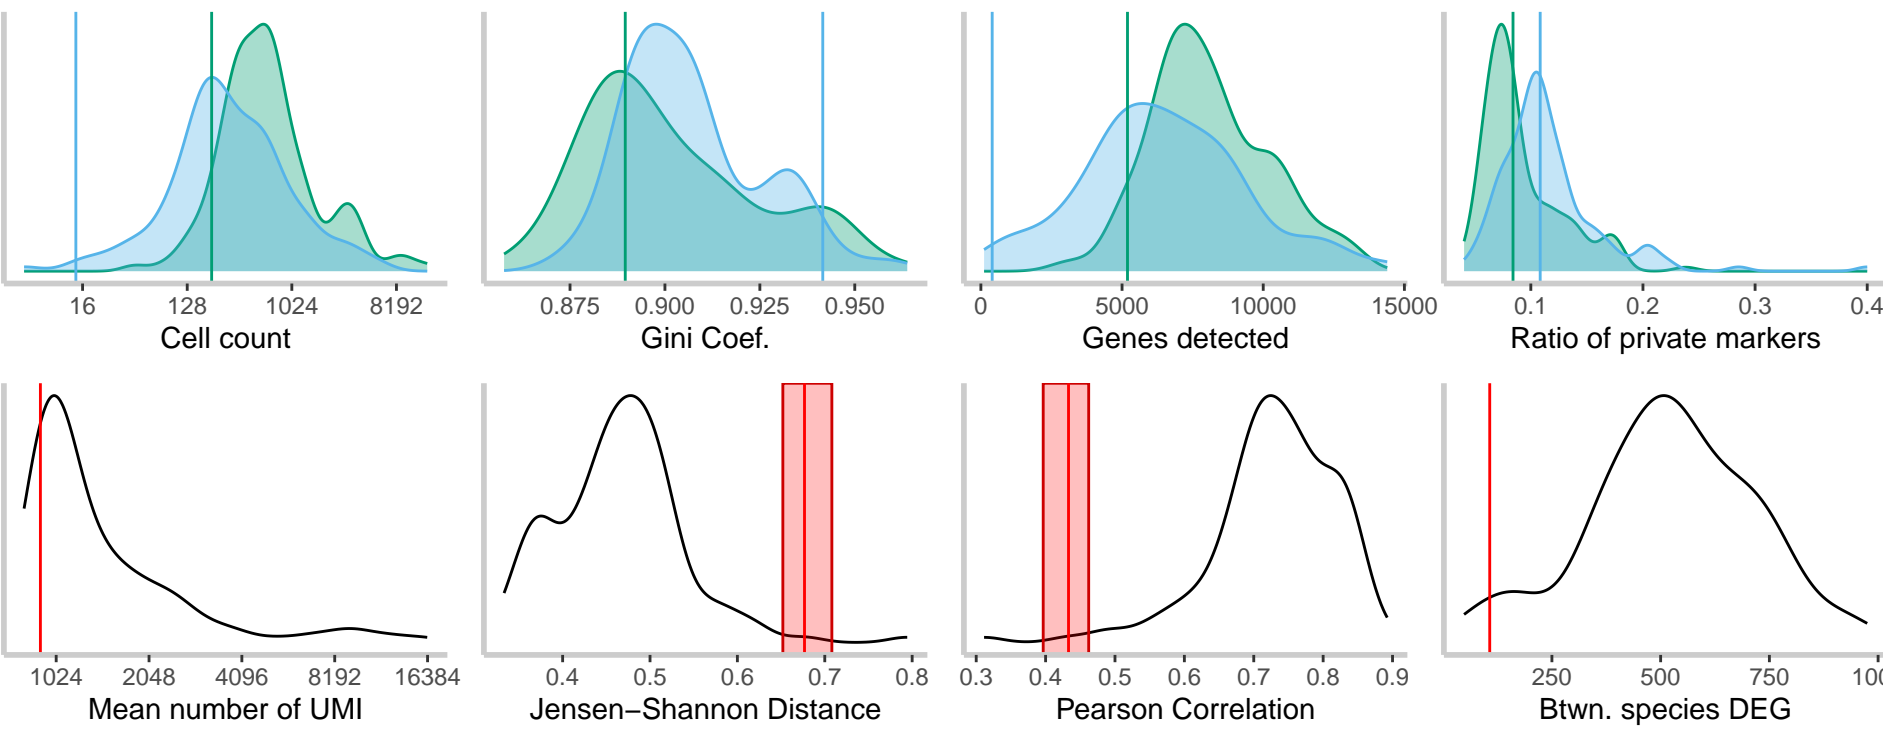 16 128 1024 8192
Cell count
0.875 0.900 0.925 0.950
Gini Coef.
0 5000 10000 14000
Genes detected
0.1 0.2 0.3 0.4
Ratio of private markers
1024 2048 4096 8192 16384
Mean number of UMI
0.4 0.5 0.6 0.7 0.8
Jensen−Shannon Distance
0.3 0.4 0.5 0.6 0.7 0.8 0.9
Pearson Correlation
250 500 750 100
Btwn. species DEG